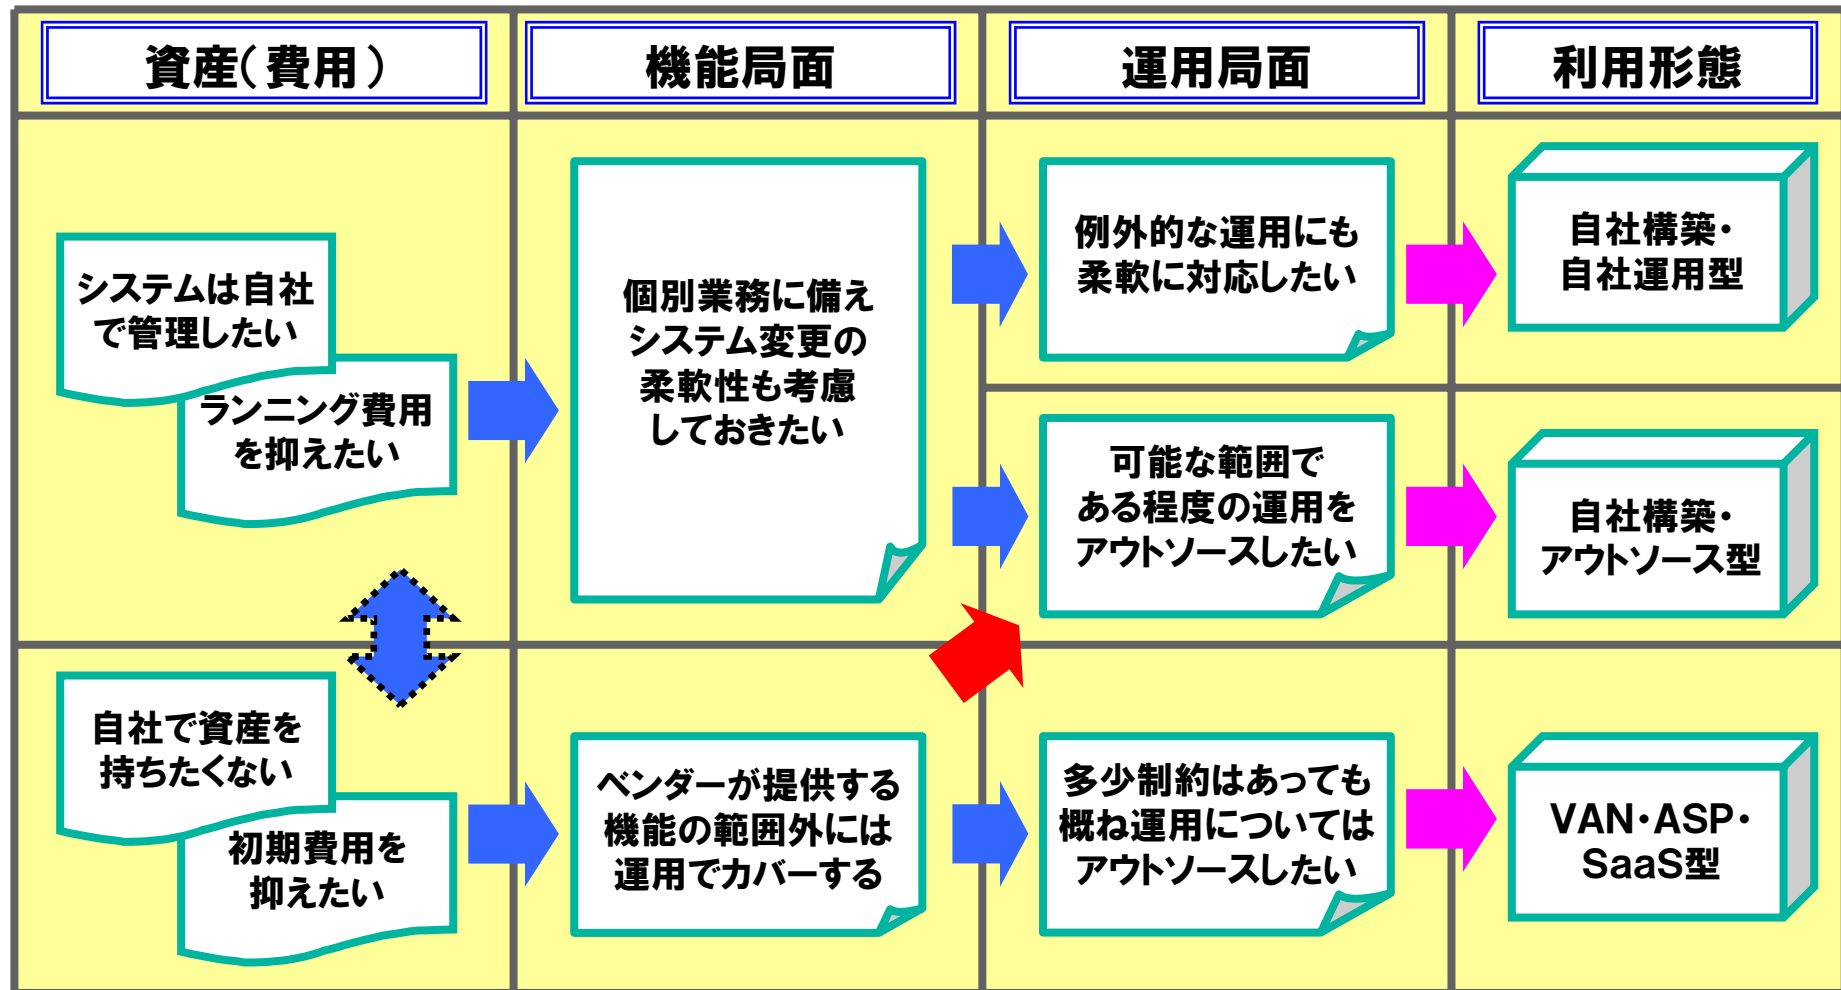 資産(費用)
機能局面
運用局面
利用形態
システムは自社
で管理したい
ランニング費用
を抑えたい
個別業務に備え
システム変更の
柔軟性も考慮
しておきたい
例外的な運用にも
柔軟に対応したい
自社構築・
自社運用型
可能な範囲で
ある程度の運用を
アウトソースしたい
自社構築・
アウトソース型
自社で資産を
持ちたくない
初期費用を
抑えたい
ベンダーが提供する
機能の範囲外には
運用でカバーする
多少制約はあっても
概ね運用については
アウトソースしたい
VAN・ASP・
SaaS型